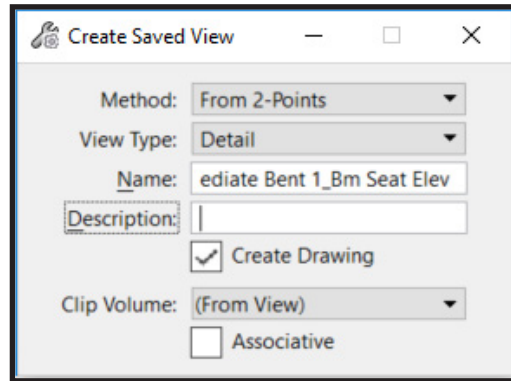 Create Saved View
Method: From 2-Points
View Type: Detail
Name: ediate Bent 1_Bm Seat Elev
Description:
Create Drawing
Clip Volume: (From View)
Associative